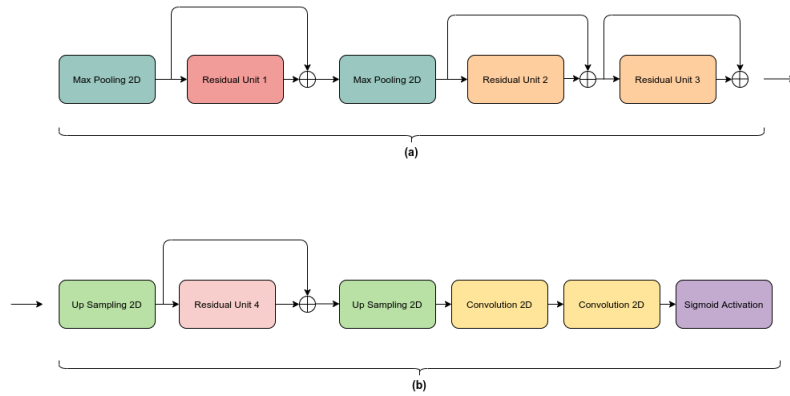 Max Pooling 2D
Residual Unit 1
Max Pooling 2D
Residual Unit 2
Residual Unit 3
(a)
Up Sampling 2D
Residual Unit 4
Up Sampling 2D
Convolution 2D
Convolution 2D
Sigmoid Activation
(b)